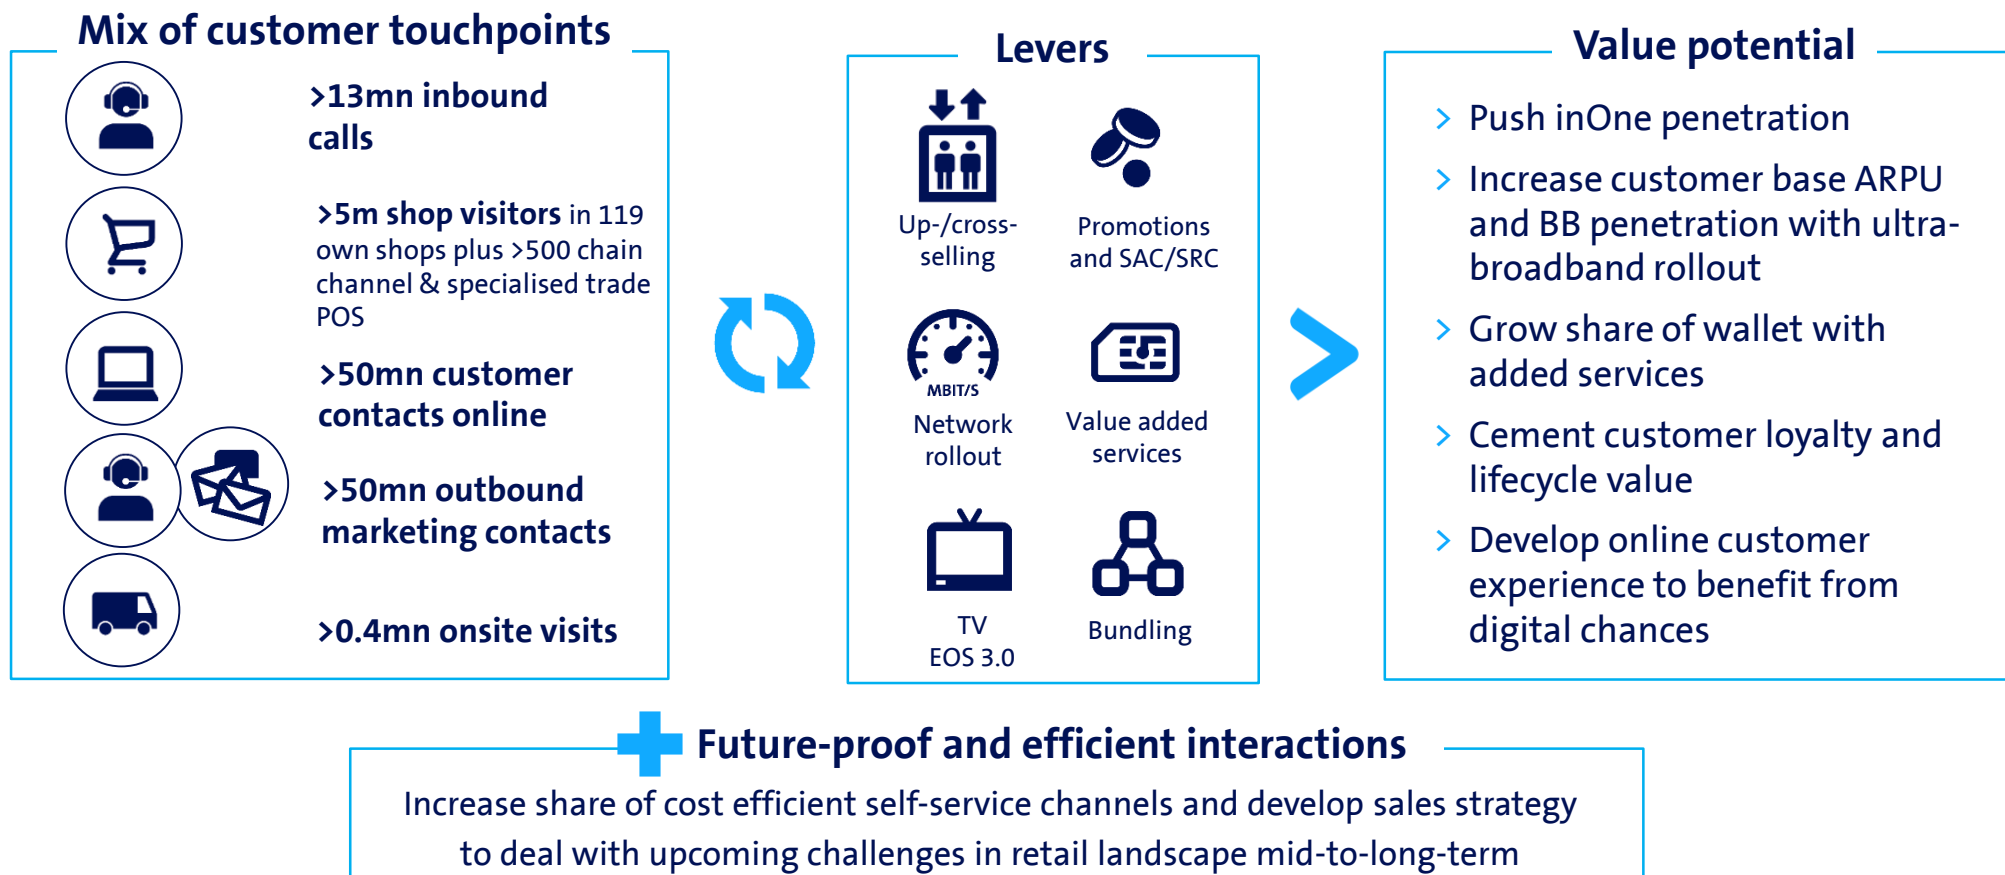 Mix of customer touchpoints
>13mn inbound
calls
>5m shop visitors in 119
own shops plus >500 chain
channel & specialised trade
POS
>50mn customer
contacts online
>50mn outbound
marketing contacts
>0.4mn onsite visits
Levers
Up-/cross-
selling
Promotions
and SAC/SRC
MBIT/S
Network
rollout
Value added
services
TV
EOS 3.0
Bundling
Value potential
> Push inOne penetration
> Increase customer base ARPU
and BB penetration with ultra-
broadband rollout
> Grow share of wallet with
added services
> Cement customer loyalty and
lifecycle value
> Develop online customer
experience to benefit from
digital chances
Future-proof and efficient interactions
Increase share of cost efficient self-service channels and develop sales strategy
to deal with upcoming challenges in retail landscape mid-to-long-term